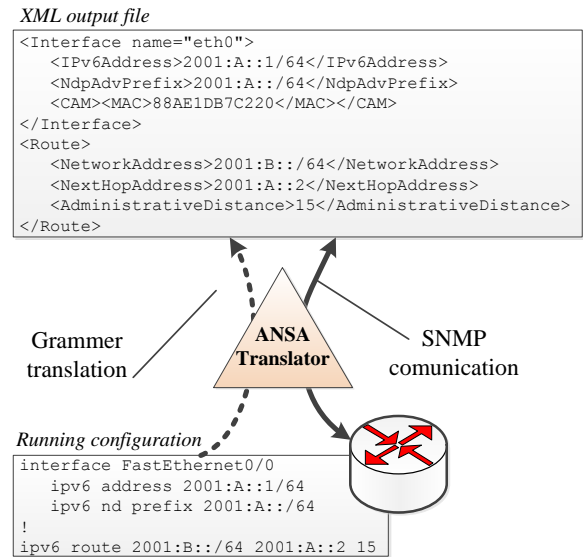 XML output file
<Interface name="eth0">
<IPv6Address>2001:A::1/64</IPv6Address>
<NdpAdvPrefix>2001:A::/64</NdpAdvPrefix>
<CAM><MAC>88AE1DB7C220</MAC></CAM>
</Interface>
<Route>
<NetworkAddress>2001:B::/64</NetworkAddress>
<NextHopAddress>2001:A::2</NextHopAddress>
<AdministrativeDistance>15</AdministrativeDistance>
</Route>
Grammer
translation
ANSA
Translator
SNMP
comunication
Running configuration
interface FastEthernet0/0
ipv6 address 2001:A::1/64
ipv6 nd prefix 2001:A::/64
!
ipv6 route 2001:B::/64 2001:A::2 15